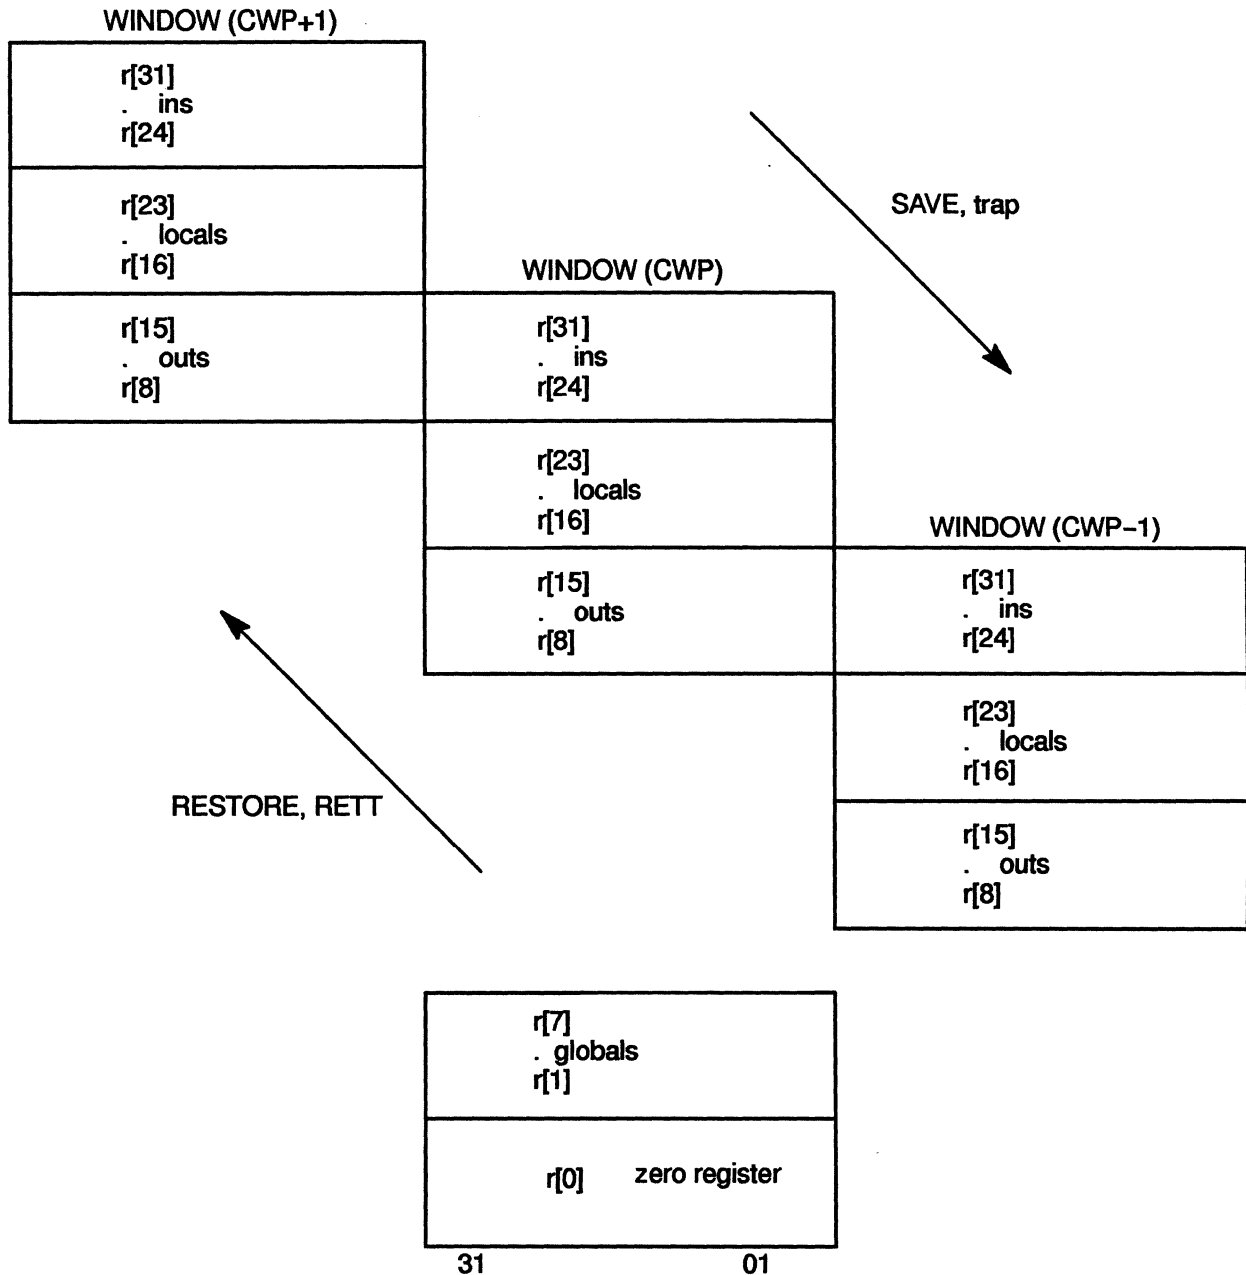 WINDOW (CWP+1)
r[31]
. ins
r[24]
r[23]
. locals
r[16]
r[15]
. outs
r[8]
SAVE, trap
WINDOW (CWP)
r[31]
. ins
r[24]
r[23]
. locals
r[16]
r[15]
. outs
r[8]
WINDOW (CWP−1)
r[31]
. ins
r[24]
r[23]
. locals
r[16]
r[15]
. outs
r[8]
RESTORE, RETT
r[7]
. globals
r[1]
r[0] zero register
31 01